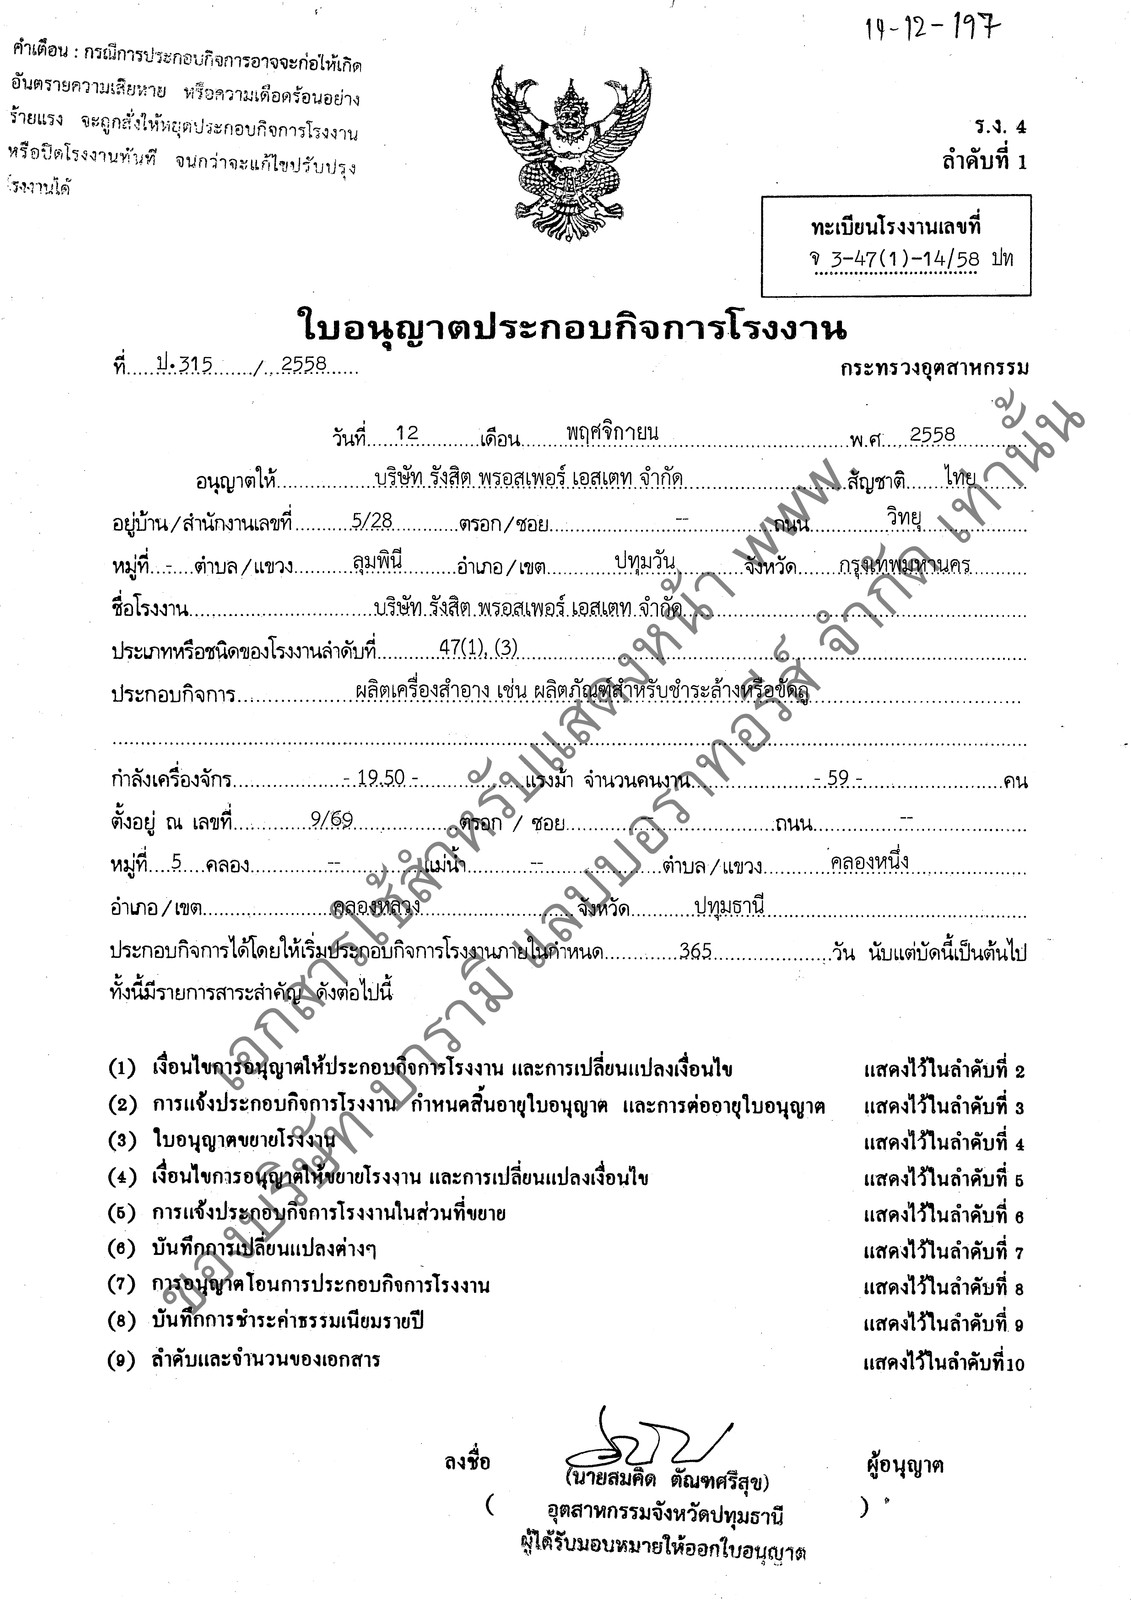 14-12-197
คำเตือน : กรณีการประกอบกิจการอาจจะก่อให้เกิด
อันตรายความเสียหาย หรือความเดือดร้อนอย่าง
ร้ายแรง จะถูกสั่งให้หยุดประกอบกิจการโรงงาน
หรือปิดโรงงานทันที จนกว่าจะแก้ไขปรับปรุง
โรงงานได้
ร.ง. 4
ลำดับที่ 1
ทะเบียนโรงงานเลขที่
จ 3-47(1)-14/58 ปท
ใบอนุญาตประกอบกิจการโรงงาน
ที่ ป.315 / 2558
กระทรวงอุตสาหกรรม
วันที่ 12 เดือน พฤศจิกายน พ.ศ. 2558
อนุญาตให้ บริษัท รังสิต พรอสเพอร์ เอสเตท จำกัด สัญชาติ ไทย
อยู่บ้าน/สำนักงานเลขที่ 5/28 ตรอก/ซอย -- ถนน วิทยุ
หมู่ที่ - ตำบล/แขวง ลุมพินี อำเภอ/เขต ปทุมวัน จังหวัด กรุงเทพมหานคร
ชื่อโรงงาน บริษัท รังสิต พรอสเพอร์ เอสเตท จำกัด
ประเภทหรือชนิดของโรงงานลำดับที่ 47(1), (3)
ประกอบกิจการ ผลิตเครื่องสำอาง เช่น ผลิตภัณฑ์สำหรับชำระล้างหรือขัดถู
กำลังเครื่องจักร - 19.50 - แรงม้า จำนวนคนงาน - 59 - คน
ตั้งอยู่ ณ เลขที่ 9/69 ตรอก / ซอย -- ถนน --
หมู่ที่ 5 คลอง -- แม่น้ำ -- ตำบล/แขวง คลองหนึ่ง
อำเภอ/เขต คลองหลวง จังหวัด ปทุมธานี
ประกอบกิจการได้โดยให้เริ่มประกอบกิจการโรงงานภายในกำหนด 365 วัน นับแต่บัดนี้เป็นต้นไป
ทั้งนี้มีรายการสาระสำคัญ ดังต่อไปนี้
(1) เงื่อนไขการอนุญาตให้ประกอบกิจการโรงงาน และการเปลี่ยนแปลงเงื่อนไข แสดงไว้ในลำดับที่ 2
(2) การแจ้งประกอบกิจการโรงงาน กำหนดสิ้นอายุใบอนุญาต และการต่ออายุใบอนุญาต แสดงไว้ในลำดับที่ 3
(3) ใบอนุญาตขยายโรงงาน แสดงไว้ในลำดับที่ 4
(4) เงื่อนไขการอนุญาตให้ขยายโรงงาน และการเปลี่ยนแปลงเงื่อนไข แสดงไว้ในลำดับที่ 5
(5) การแจ้งประกอบกิจการโรงงานในส่วนที่ขยาย แสดงไว้ในลำดับที่ 6
(6) บันทึกการเปลี่ยนแปลงต่างๆ แสดงไว้ในลำดับที่ 7
(7) การอนุญาตโอนการประกอบกิจการโรงงาน แสดงไว้ในลำดับที่ 8
(8) บันทึกการชำระค่าธรรมเนียมรายปี แสดงไว้ในลำดับที่ 9
(9) ลำดับและจำนวนของเอกสาร แสดงไว้ในลำดับที่10
เอกสารใช้สำหรับแสดงหน้า www
ของบริษัท บารามี แลบบอราทอรีส์ จำกัด เท่านั้น
ลงชื่อ ผู้อนุญาต
(นายสมคิด ตัณฑศรีสุข)
( อุตสาหกรรมจังหวัดปทุมธานี )
ผู้ได้รับมอบหมายให้ออกใบอนุญาต